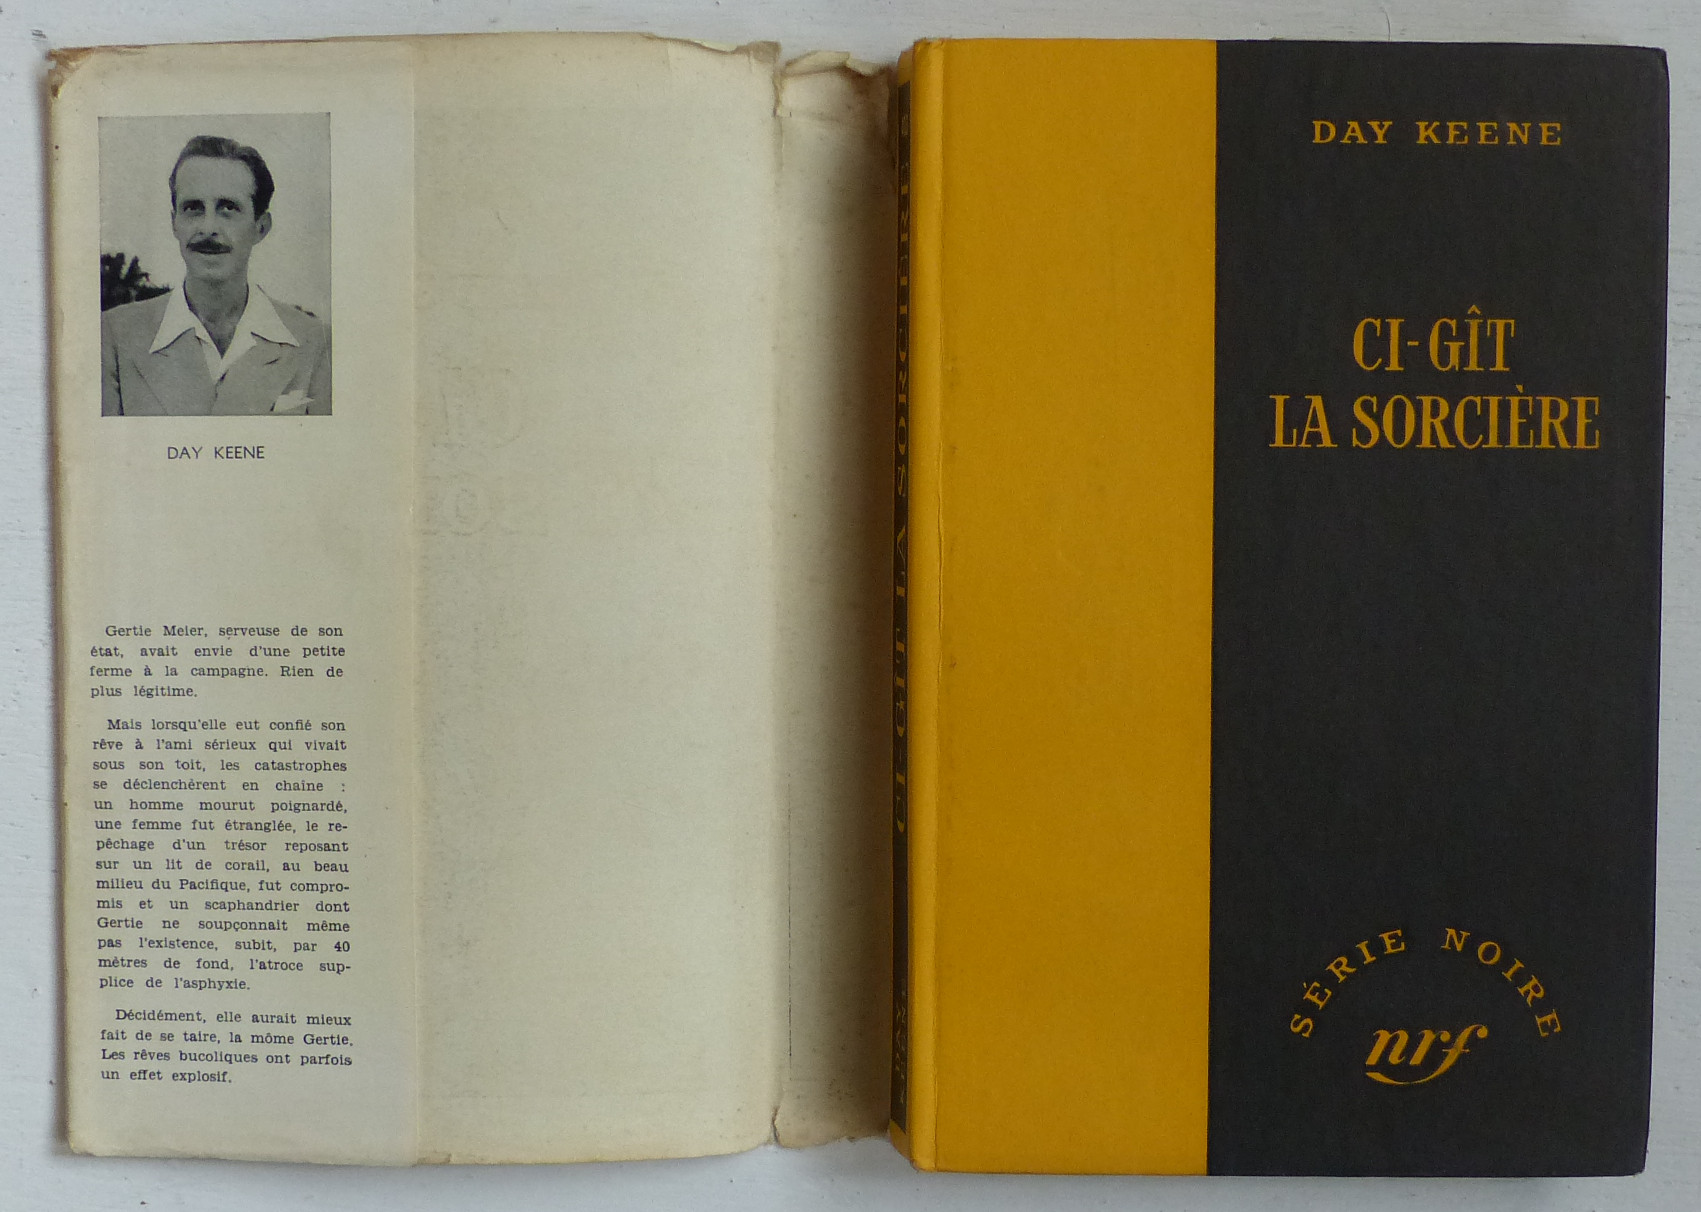 DAY KEENE
Gertie Meier, serveuse de son
état, avait envie d'une petite
ferme à la campagne. Rien de
plus légitime.
Mais lorsqu'elle eut confié son
rêve à l'ami sérieux qui vivait
sous son toit, les catastrophes
se déclenchèrent en chaîne :
un homme mourut poignardé,
une femme fut étranglée, le re-
pêchage d'un trésor reposant
sur un lit de corail, au beau
milieu du Pacifique, fut compro-
mis et un scaphandrier dont
Gertie ne soupçonnait même
pas l'existence, subit, par 40
mètres de fond, l'atroce sup-
plice de l'asphyxie.
Décidément, elle aurait mieux
fait de se taire, la môme Gertie.
Les rêves bucoliques ont parfois
un effet explosif.
CI-GÎT LA SORCIÈRE
DAY KEENE
CI-GÎT
LA SORCIÈRE
SÉRIE NOIRE
nrf